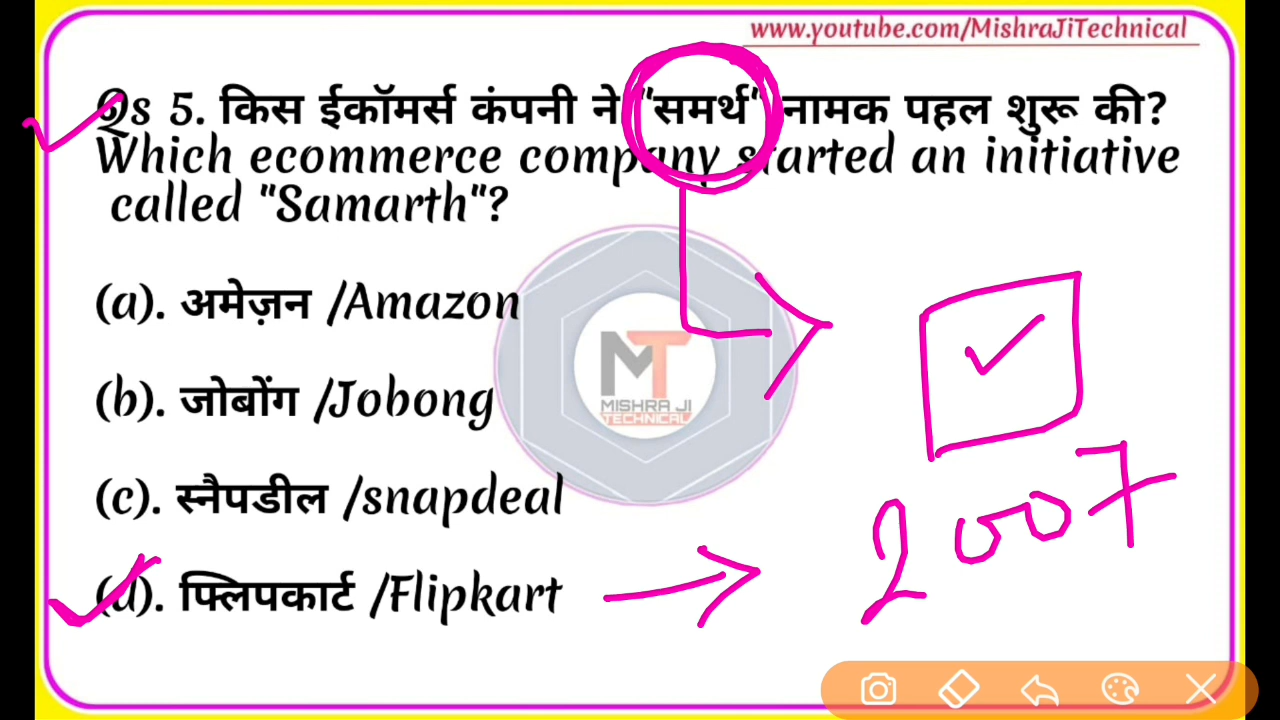 www.youtube.com/MishraJiTechnical
Qs 5. किस ईकॉमर्स कंपनी ने "समर्थ" नामक पहल शुरू की?
Which ecommerce company started an initiative
called "Samarth"?
(a). अमेज़न /Amazon
(b). जोबोंग /Jobong
(c). स्नैपडील /snapdeal
(d). फ्लिपकार्ट /Flipkart
MT
MISHRA JI
TECHNICAL
2007